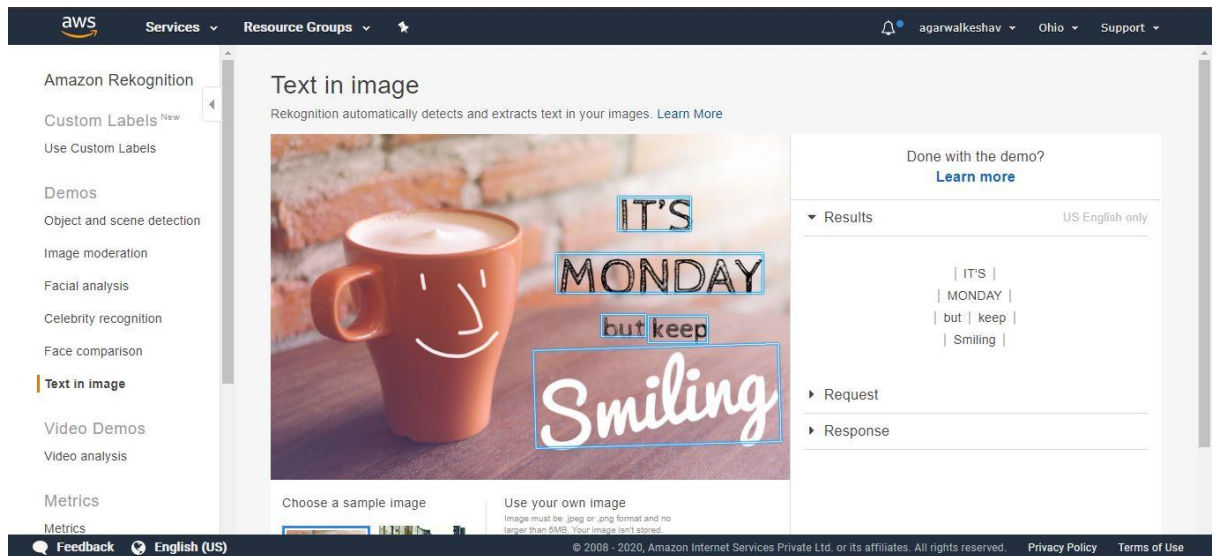 aws Services Resource Groups agarwalkeshav Ohio Support
Amazon Rekognition
Custom Labels New
Use Custom Labels
Demos
Object and scene detection
Image moderation
Facial analysis
Celebrity recognition
Face comparison
Text in image
Video Demos
Video analysis
Metrics
Metrics
Text in image
Rekognition automatically detects and extracts text in your images. Learn More
IT'S
MONDAY
but keep
Smiling
Choose a sample image
Use your own image
Image must be .jpeg or .png format and no
larger than 5MB. Your image isn't stored.
Done with the demo?
Learn more
Results US English only
| IT'S |
| MONDAY |
| but | keep |
| Smiling |
Request
Response
Feedback English (US) © 2008 - 2020, Amazon Internet Services Private Ltd. or its affiliates. All rights reserved. Privacy Policy Terms of Use